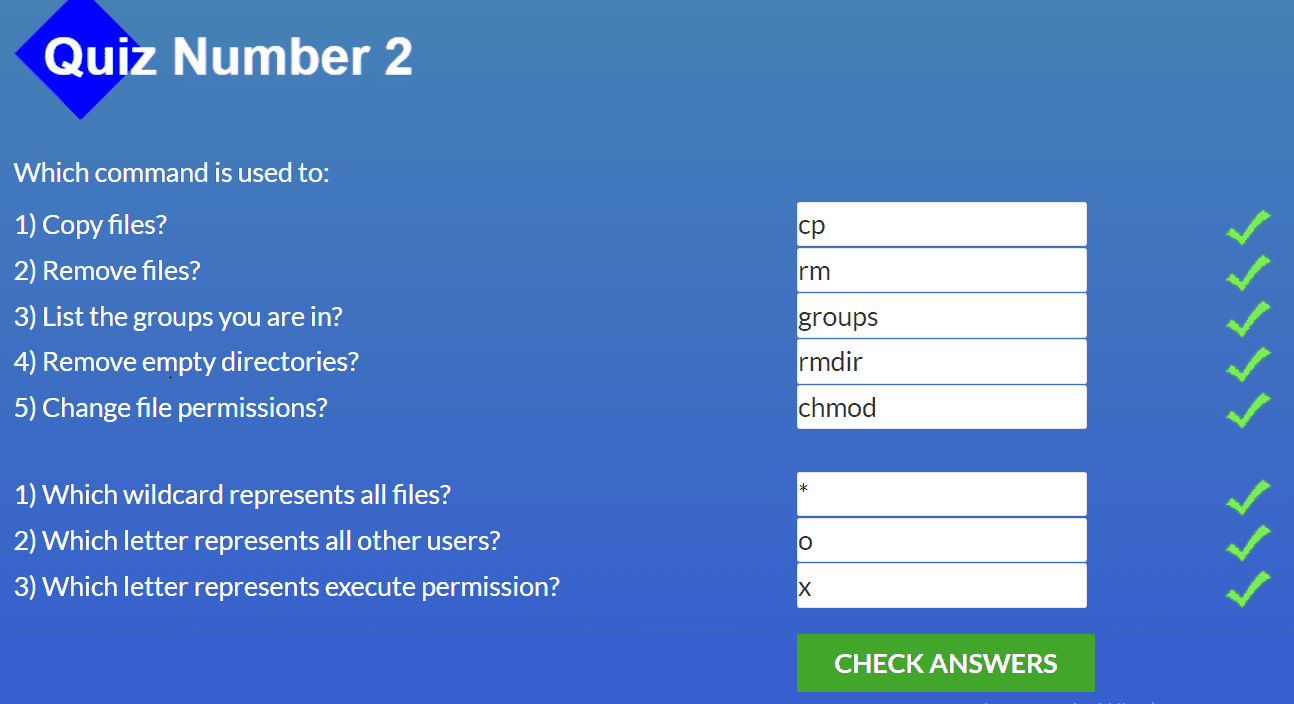 Quiz Number 2
Which command is used to:
1) Copy files? cp
2) Remove files? rm
3) List the groups you are in? groups
4) Remove empty directories? rmdir
5) Change file permissions? chmod
1) Which wildcard represents all files? *
2) Which letter represents all other users? o
3) Which letter represents execute permission? x
CHECK ANSWERS